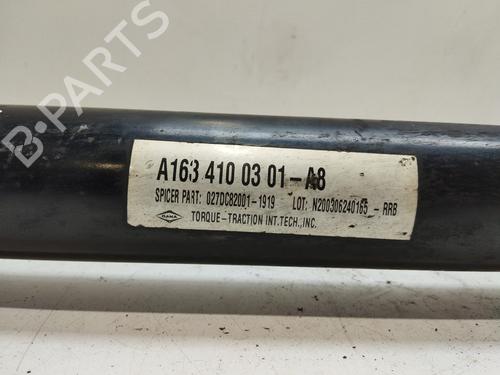 B-PARTS
A163 410 03 01-A8
SPICER PART: 027DC82001-1919 LOT: N200306240165-RRB
DANA
TORQUE-TRACTION INT.TECH.,INC.